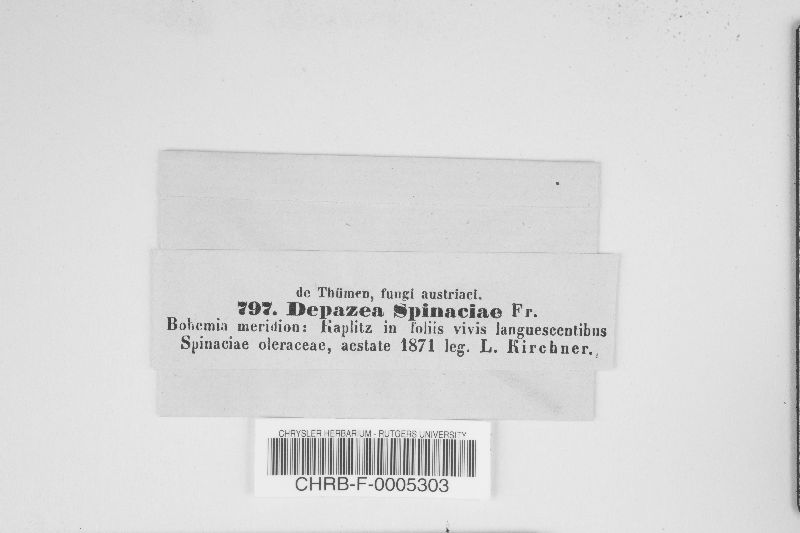 de Thümen, fungi austriaci.
797. Depazea Spinaciae Fr.
Bohemia meridion: Kaplitz in foliis vivis languescentibus
Spinaciae oleraceae, aestate 1871 leg. L. Kirchner.
CHRYSLER HERBARIUM - RUTGERS UNIVERSITY
CHRB-F-0005303